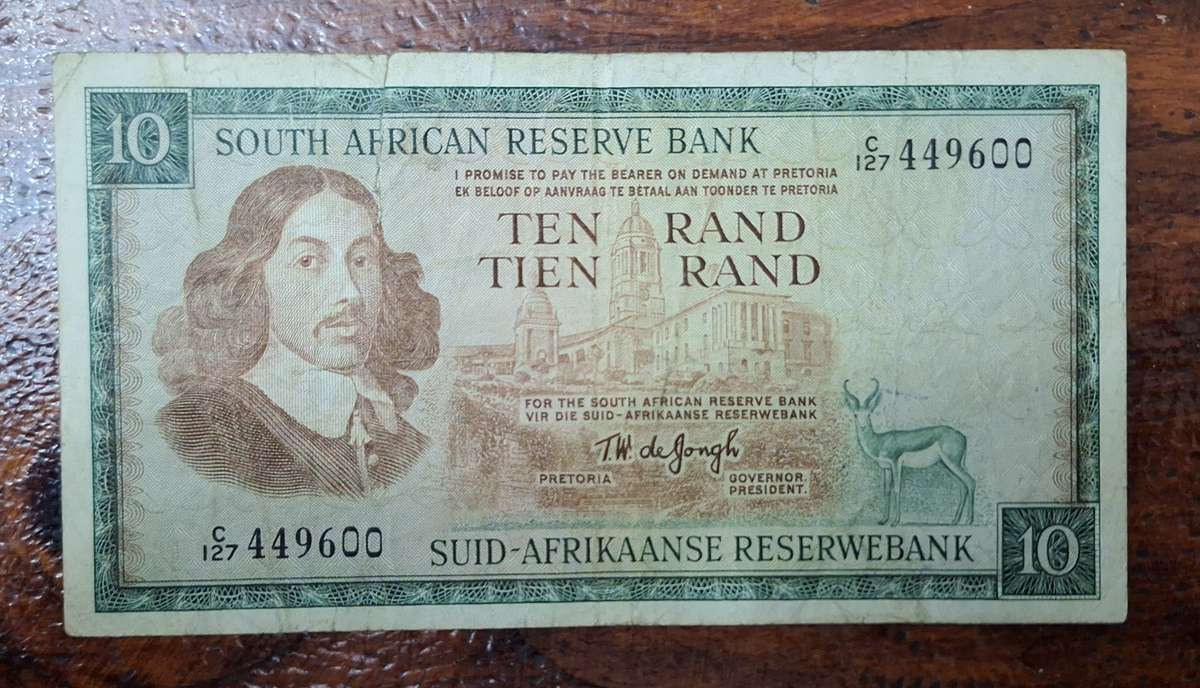 10
SOUTH AFRICAN RESERVE BANK
C/127 449600
I PROMISE TO PAY THE BEARER ON DEMAND AT PRETORIA
EK BELOOF OP AANVRAAG TE BETAAL AAN TOONDER TE PRETORIA
TEN RAND
TIEN RAND
FOR THE SOUTH AFRICAN RESERVE BANK
VIR DIE SUID-AFRIKAANSE RESERWEBANK
T.W. de Jongh
PRETORIA
GOVERNOR.
PRESIDENT.
C/127 449600
SUID-AFRIKAANSE RESERWEBANK
10